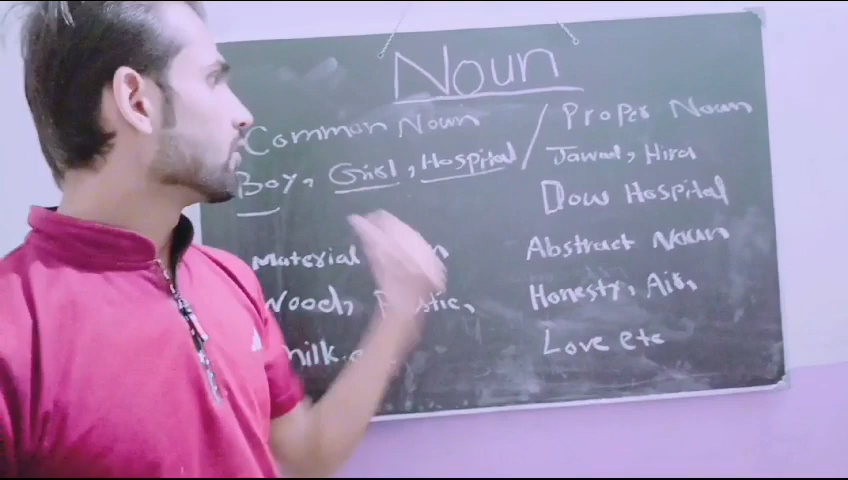 Noun
Common Noun / Proper Noun
Boy, Girl, Hospital
Jawad, Hira
Dow Hospital
Material
Wood,
milk
Abstract Noun
Honesty, Air,
Love etc